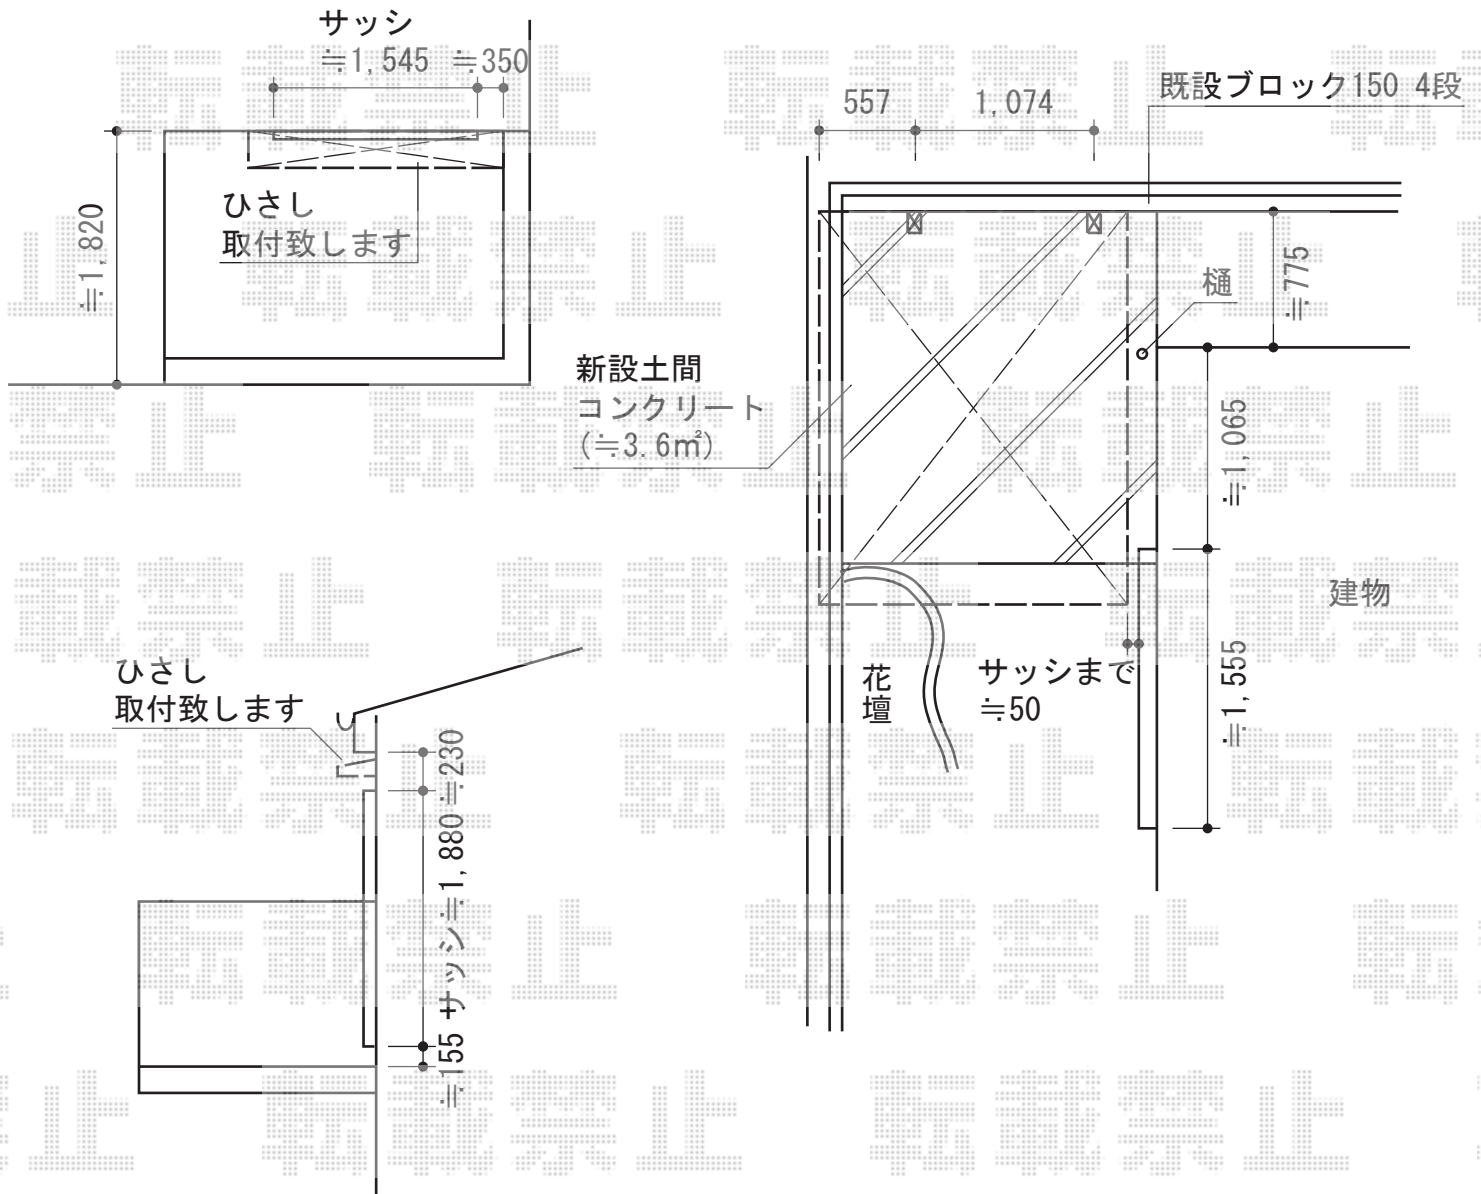 サッシ
≒1,545 ≒350
≒1,820
ひさし
取付致します
557 1,074
既設ブロック150 4段
≒775
樋
新設土間
コンクリート
(≒3.6㎡)
≒1,065
建物
≒1,555
サッシまで
≒50
花壇
ひさし
取付致します
≒230
サッシ≒1,880
≒155
転載禁止